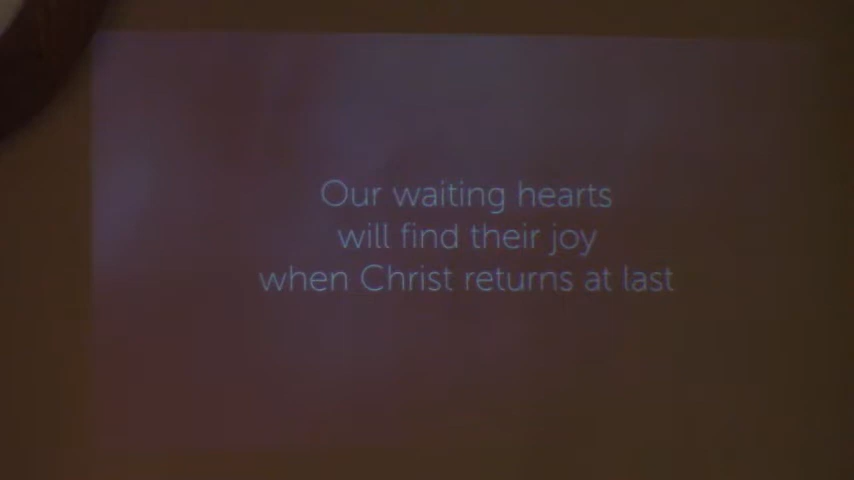 Our waiting hearts
will find their joy
when Christ returns at last